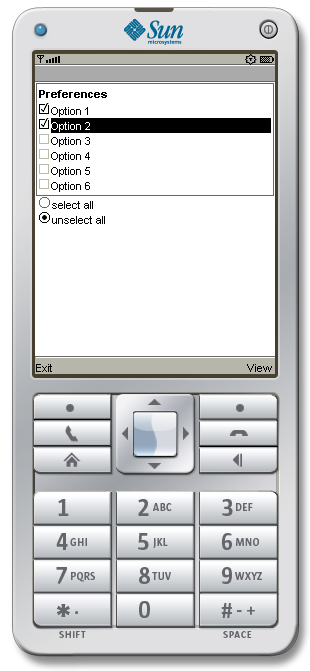 Sun
microsystems
Preferences
Option 1
Option 2
Option 3
Option 4
Option 5
Option 6
select all
unselect all
Exit View
1 2 ABC 3 DEF
4 GHI 5 JKL 6 MNO
7 PQRS 8 TUV 9 WXYZ
* . 0 # - +
SHIFT SPACE